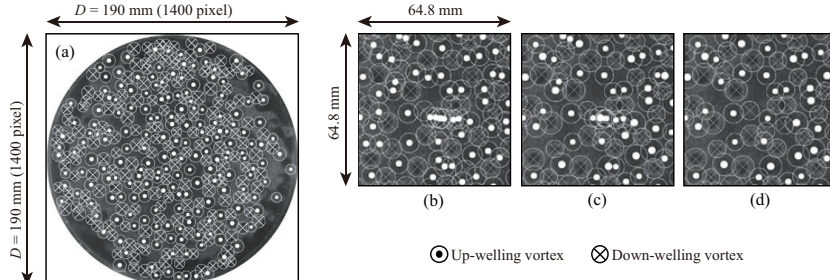 D = 190 mm (1400 pixel)
64.8 mm
D = 190 mm (1400 pixel)
(a)
64.8 mm
(b)
(c)
(d)
Up-welling vortex
Down-welling vortex